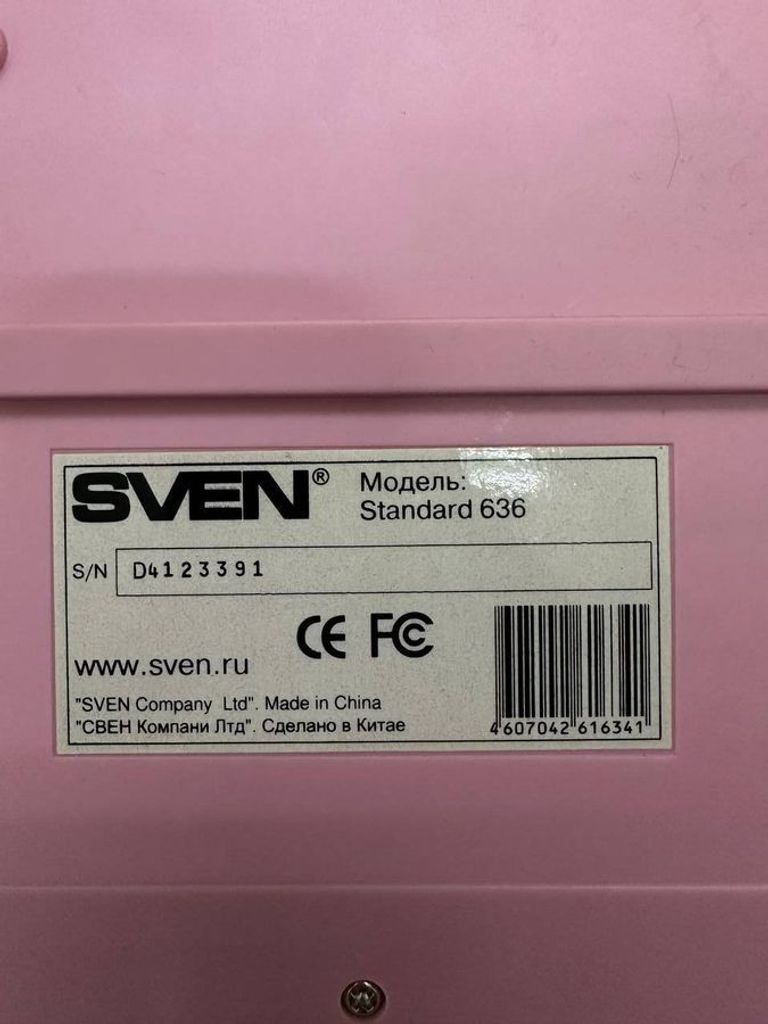 SVEN®
Модель:
Standard 636
S/N D4123391
CE FC
www.sven.ru
"SVEN Company Ltd". Made in China
"СВЕН Компани Лтд". Сделано в Китае
4 607042 616341